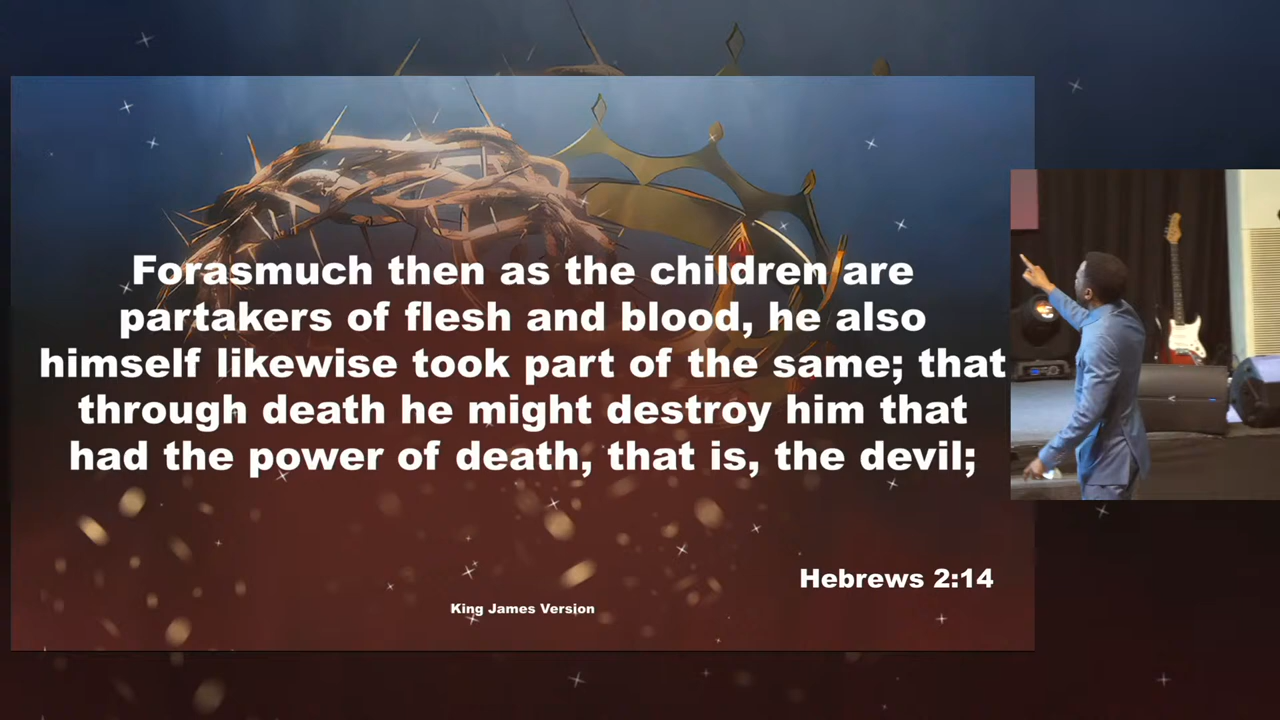 Forasmuch then as the children are
partakers of flesh and blood, he also
himself likewise took part of the same; that
through death he might destroy him that
had the power of death, that is, the devil;
Hebrews 2:14
King James Version